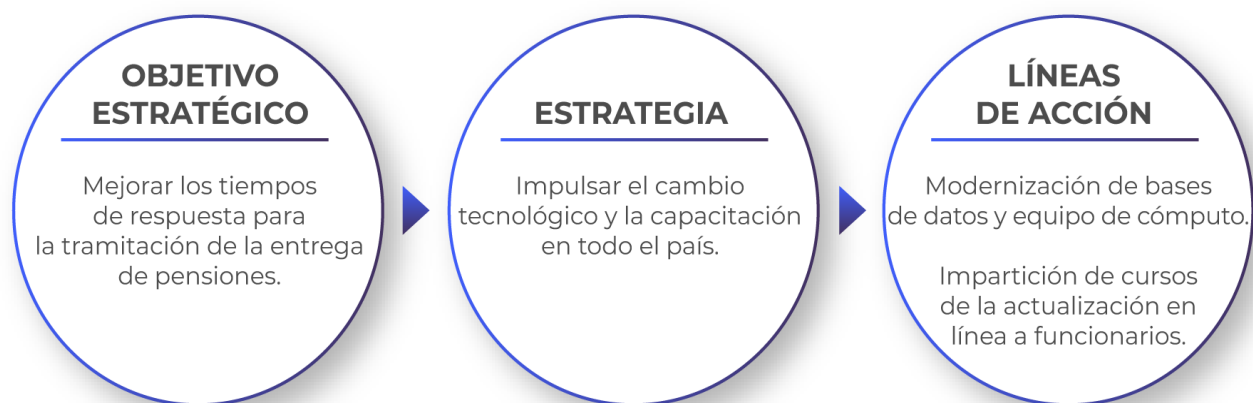 OBJETIVO
ESTRATÉGICO
Mejorar los tiempos
de respuesta para
la tramitación de la entrega
de pensiones.
ESTRATEGIA
Impulsar el cambio
tecnológico y la capacitación
en todo el país.
LÍNEAS
DE ACCIÓN
Modernización de bases
de datos y equipo de cómputo.
Impartición de cursos
de la actualización en
línea a funcionarios.